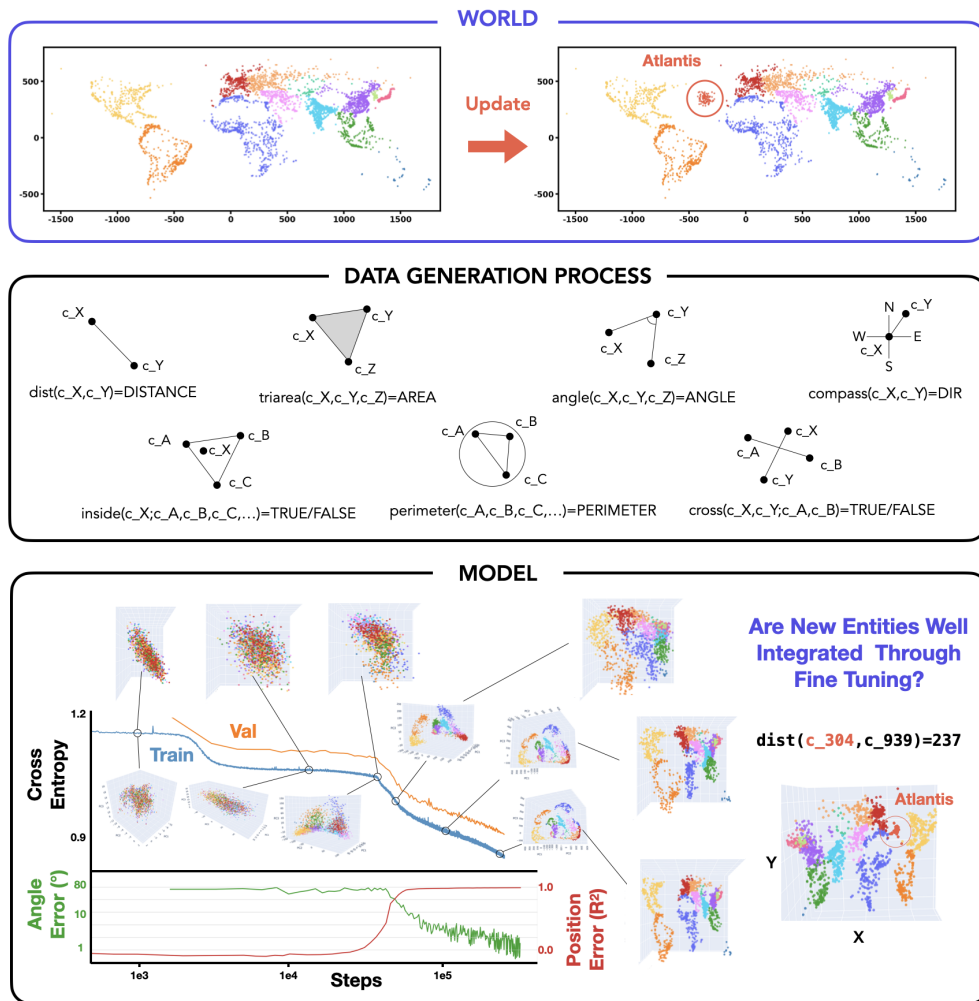 WORLD
Atlantis
Update
500
0
-500
-1500
-1000
-500
0
500
1000
1500
500
0
-500
-1500
-1000
-500
0
500
1000
1500
DATA GENERATION PROCESS
c_X
c_Y
dist(c_X,c_Y)=DISTANCE
c_X
c_Y
c_Z
triarea(c_X,c_Y,c_Z)=AREA
c_Y
c_X
c_Z
angle(c_X,c_Y,c_Z)=ANGLE
N
c_Y
W
E
c_X
S
compass(c_X,c_Y)=DIR
c_A
c_B
c_X
c_C
inside(c_X;c_A,c_B,c_C,...)=TRUE/FALSE
c_A
c_B
c_C
perimeter(c_A,c_B,c_C,...)=PERIMETER
c_X
c_A
c_B
c_Y
cross(c_X,c_Y;c_A,c_B)=TRUE/FALSE
MODEL
Are New Entities Well
Integrated Through
Fine Tuning?
dist(c_304,c_939)=237
Atlantis
Y
X
1.2
Val
Train
Cross
Entropy
0.9
Angle
Error (°)
80
10
1
1.0
0.0
Position
Error (R²)
1e3
1e4
1e5
Steps